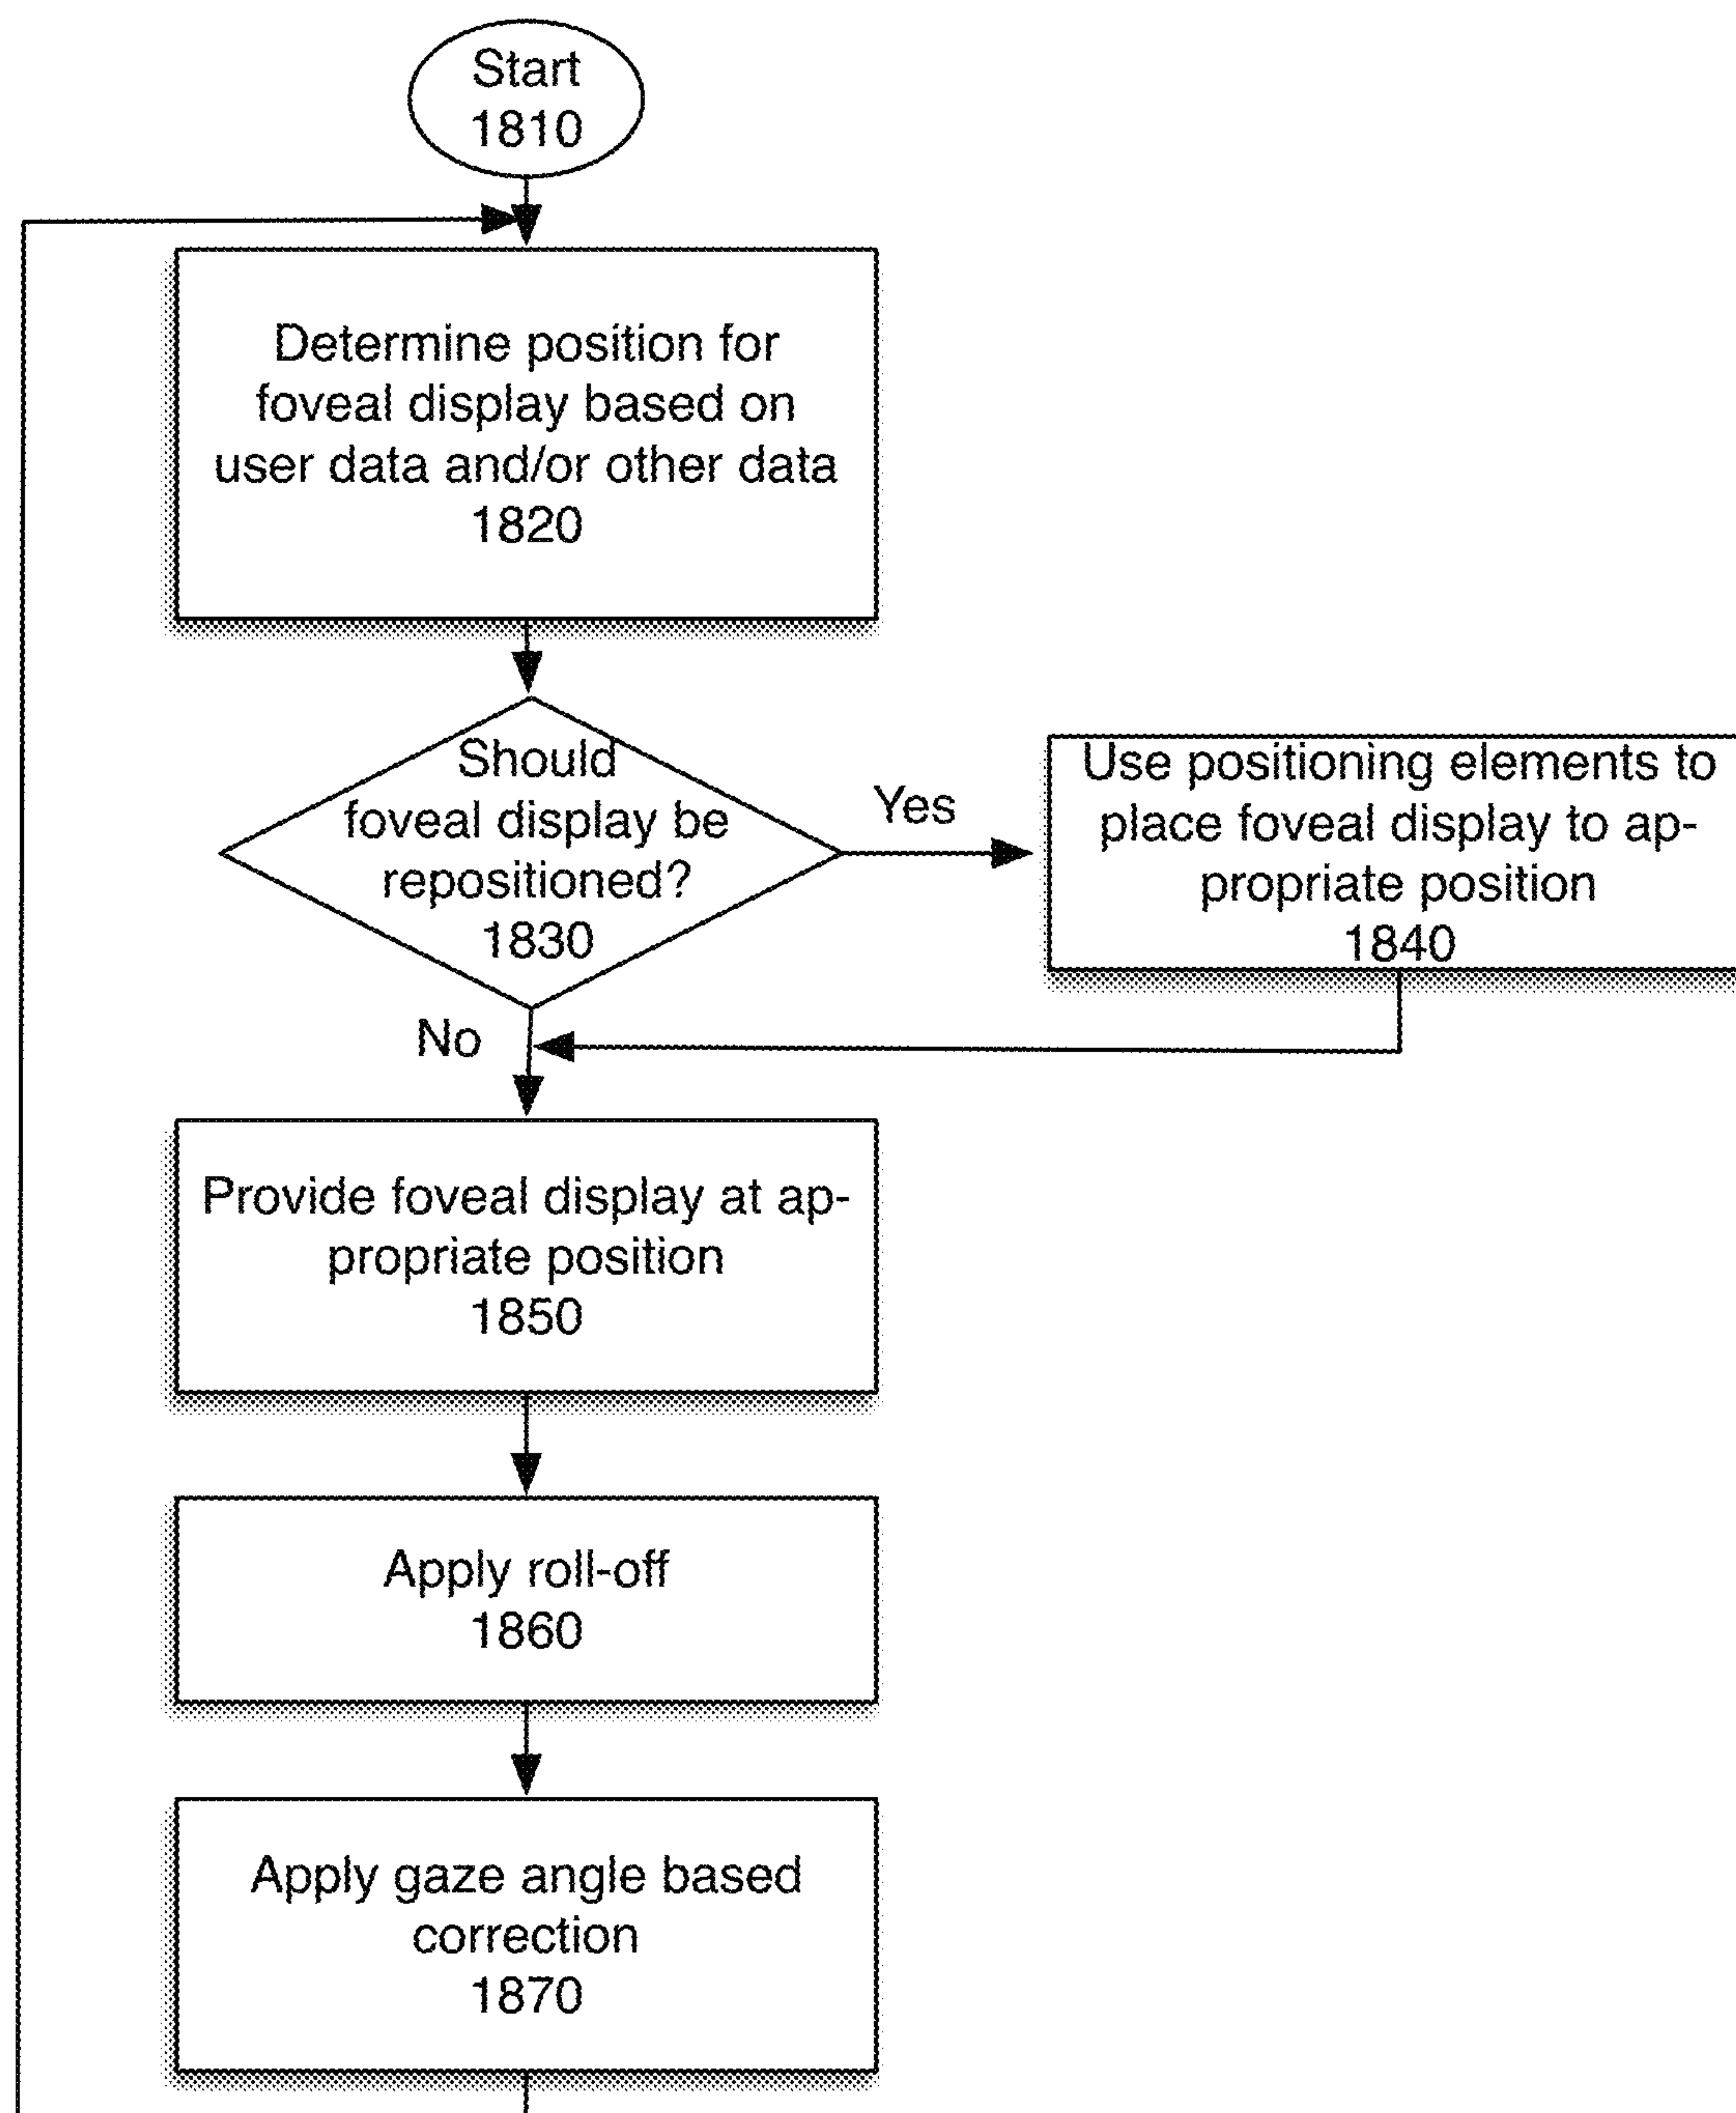 Start
1810
Determine position for
foveal display based on
user data and/or other data
1820
Should
foveal display be
repositioned?
1830
Yes
Use positioning elements to
place foveal display to ap-
propriate position
1840
No
Provide foveal display at ap-
propriate position
1850
Apply roll-off
1860
Apply gaze angle based
correction
1870